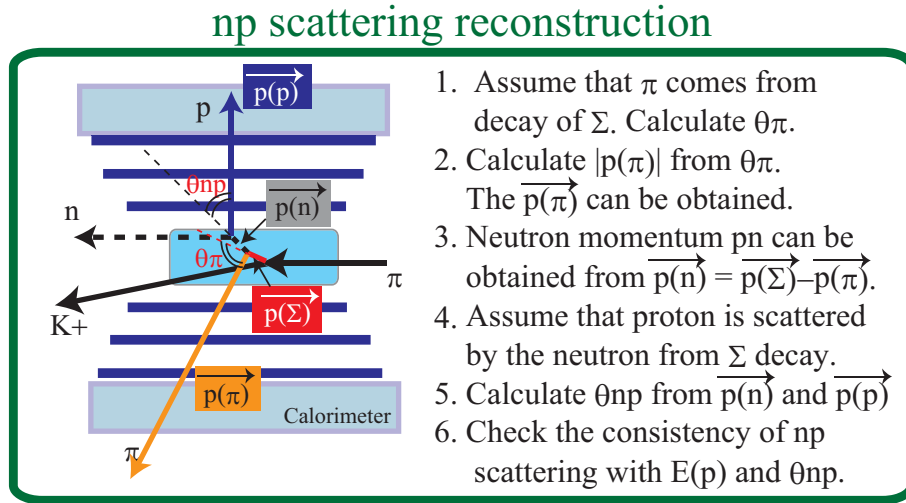 np scattering reconstruction
p
p(p)
θnp
p(n)
n
θπ
π
K+
p(Σ)
p(π)
Calorimeter
π
1. Assume that π comes from
decay of Σ. Calculate θπ.
2. Calculate |p(π)| from θπ.
The p(π) can be obtained.
3. Neutron momentum pn can be
obtained from p(n) = p(Σ)–p(π).
4. Assume that proton is scattered
by the neutron from Σ decay.
5. Calculate θnp from p(n) and p(p)
6. Check the consistency of np
scattering with E(p) and θnp.